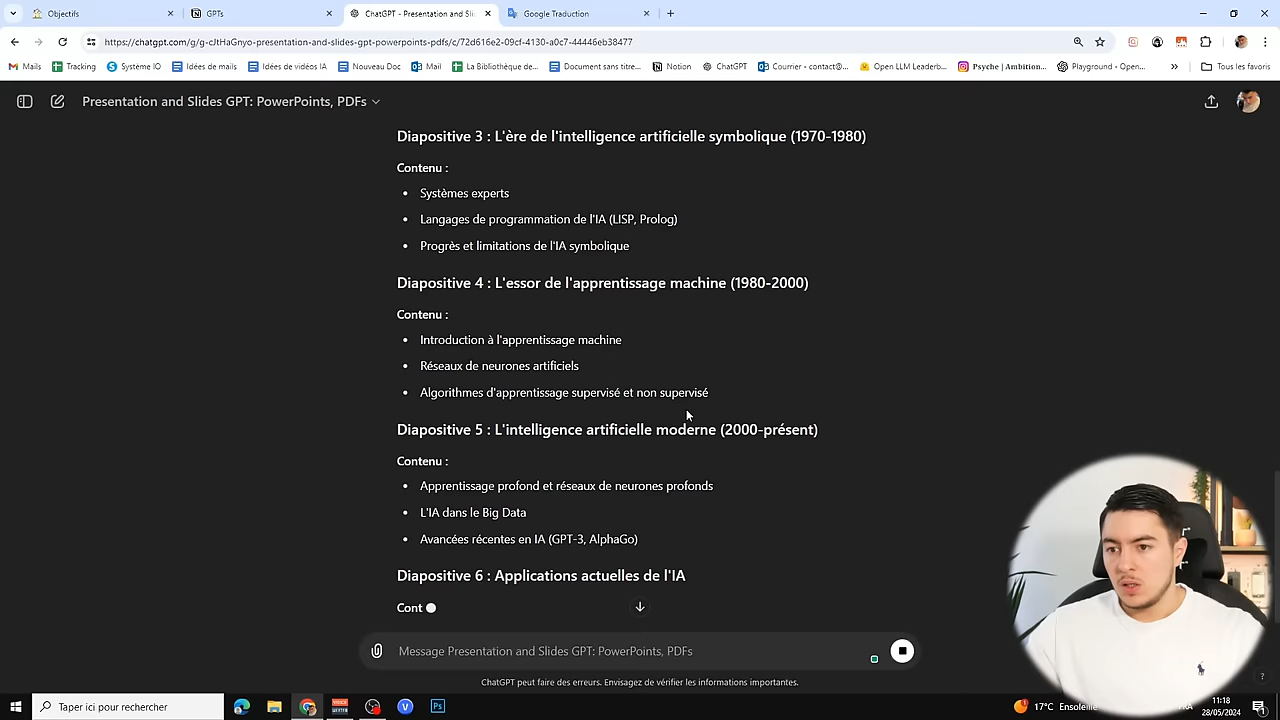 Objectifs
GPTs
ChatGPT - Presentation and Sli
Google Traduction
https://chatgpt.com/g/g-cJtHaGnyo-presentation-and-slides-gpt-powerpoints-pdfs/c/72d616e2-09cf-4130-a0c7-44446eb38477
Mails
Tracking
Système IO
Idées de mails
Idées de vidéos IA
Nouveau Doc
Mail
La Bibliothèque de...
Document sans titre...
Notion
ChatGPT
Courrier - contact@...
Open LLM Leaderb...
Psyche | Ambition...
Playground - Open...
Tous les favoris
Presentation and Slides GPT: PowerPoints, PDFs
Diapositive 3 : L'ère de l'intelligence artificielle symbolique (1970-1980)
Contenu :
• Systèmes experts
• Langages de programmation de l'IA (LISP, Prolog)
• Progrès et limitations de l'IA symbolique
Diapositive 4 : L'essor de l'apprentissage machine (1980-2000)
Contenu :
• Introduction à l'apprentissage machine
• Réseaux de neurones artificiels
• Algorithmes d'apprentissage supervisé et non supervisé
Diapositive 5 : L'intelligence artificielle moderne (2000-présent)
Contenu :
• Apprentissage profond et réseaux de neurones profonds
• L'IA dans le Big Data
• Avancées récentes en IA (GPT-3, AlphaGo)
Diapositive 6 : Applications actuelles de l'IA
Cont
Message Presentation and Slides GPT: PowerPoints, PDFs
ChatGPT peut faire des erreurs. Envisagez de vérifier les informations importantes.
Taper ici pour rechercher
17°C Ensoleillé
11:18
28/05/2024